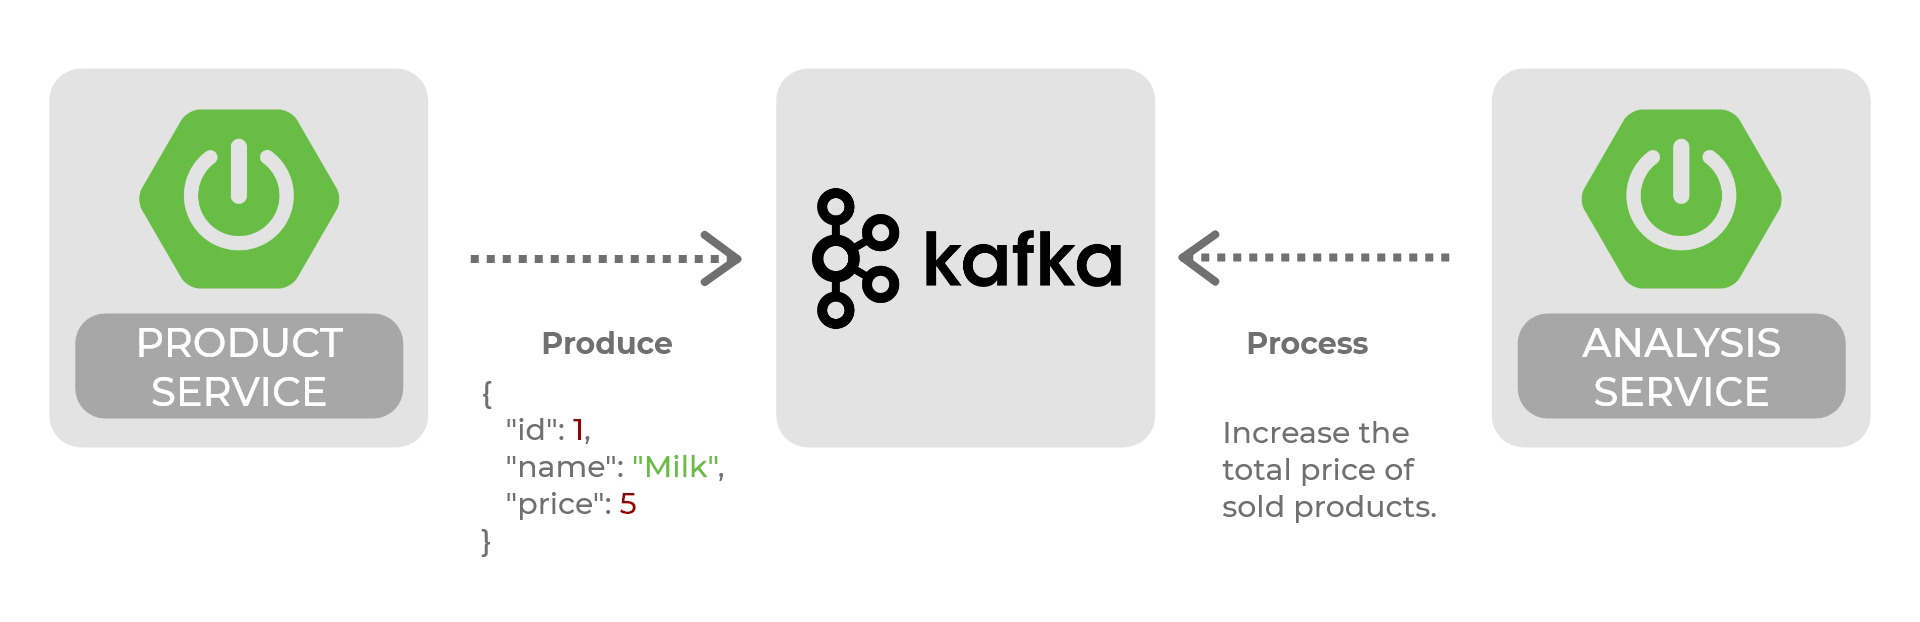 PRODUCT
SERVICE
Produce
{
"id": 1,
"name": "Milk",
"price": 5
}
kafka
Process
Increase the
total price of
sold products.
ANALYSIS
SERVICE